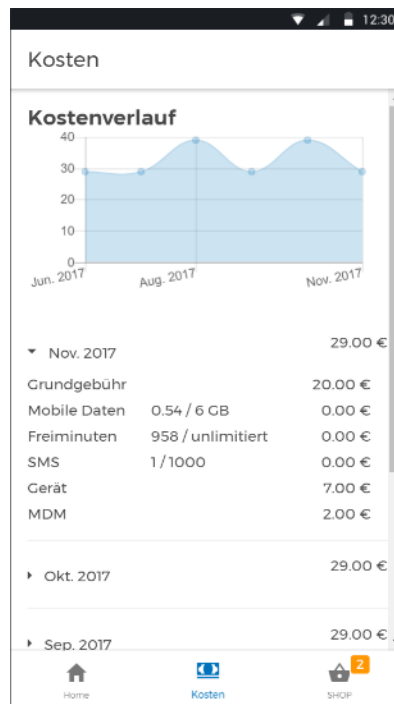 12:30
Kosten
Kostenverlauf
40
30
20
10
0
Jun. 2017 Aug. 2017 Nov. 2017
Nov. 2017 29.00 €
Grundgebühr 20.00 €
Mobile Daten 0.54 / 6 GB 0.00 €
Freiminuten 958 / unlimitiert 0.00 €
SMS 1 / 1000 0.00 €
Gerät 7.00 €
MDM 2.00 €
Okt. 2017 29.00 €
Sep. 2017 29.00 €
2
Home Kosten SHOP